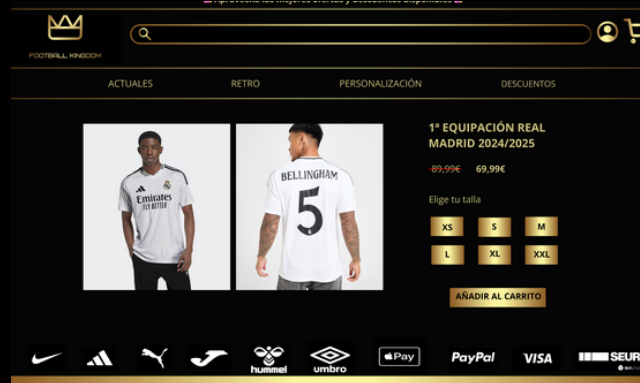 Aprovecha las mejores ofertas y descuentos disponibles
FOOTBALL KINGDOM
ACTUALES RETRO PERSONALIZACIÓN DESCUENTOS
1ª EQUIPACIÓN REAL
MADRID 2024/2025
89,99€ 69,99€
Elige tu talla
XS S M
L XL XXL
AÑADIR AL CARRITO
Emirates
FLY BETTER
BELLINGHAM
5
hummel umbro Pay PayPal VISA SEUR